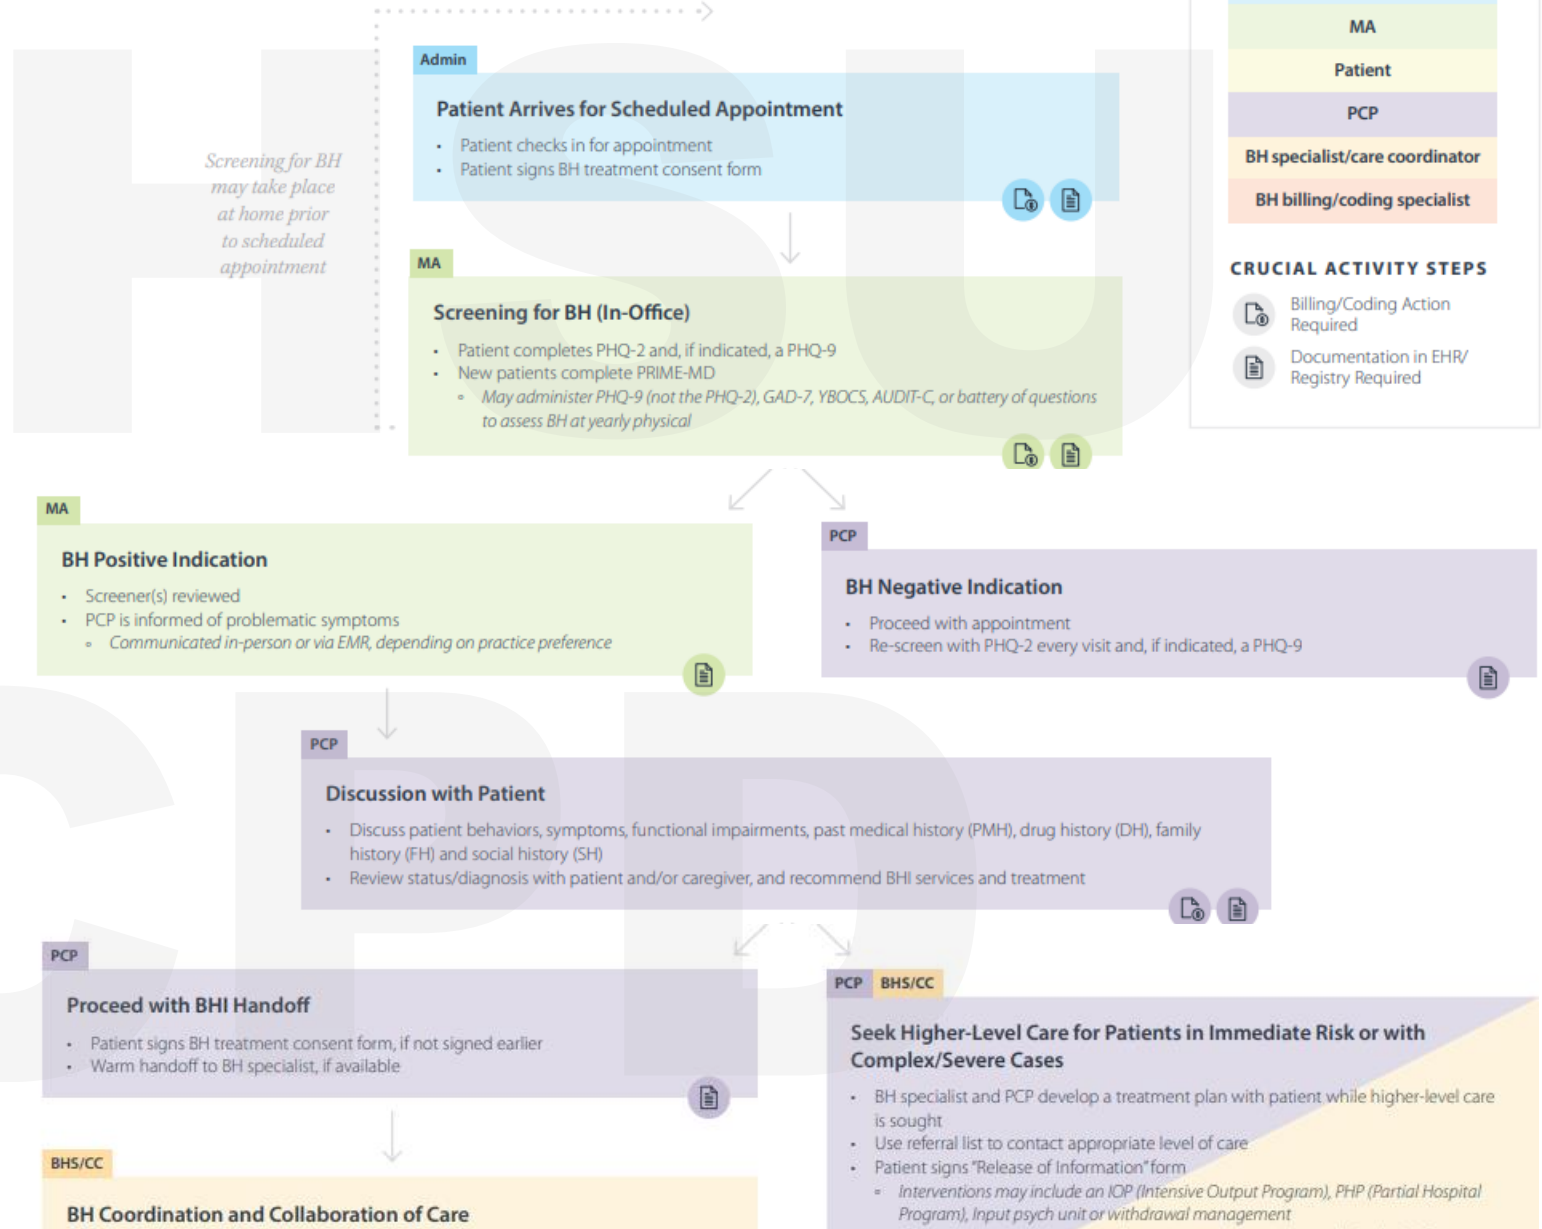 Admin
Patient Arrives for Scheduled Appointment
• Patient checks in for appointment
• Patient signs BH treatment consent form
Screening for BH
may take place
at home prior
to scheduled
appointment
MA
Screening for BH (In-Office)
• Patient completes PHQ-2 and, if indicated, a PHQ-9
• New patients complete PRIME-MD
◦ May administer PHQ-9 (not the PHQ-2), GAD-7, YBOCS, AUDIT-C, or battery of questions
to assess BH at yearly physical
MA
Patient
PCP
BH specialist/care coordinator
BH billing/coding specialist
CRUCIAL ACTIVITY STEPS
Billing/Coding Action
Required
Documentation in EHR/
Registry Required
MA
BH Positive Indication
• Screener(s) reviewed
• PCP is informed of problematic symptoms
◦ Communicated in-person or via EMR, depending on practice preference
PCP
BH Negative Indication
• Proceed with appointment
• Re-screen with PHQ-2 every visit and, if indicated, a PHQ-9
PCP
Discussion with Patient
• Discuss patient behaviors, symptoms, functional impairments, past medical history (PMH), drug history (DH), family
history (FH) and social history (SH)
• Review status/diagnosis with patient and/or caregiver, and recommend BHI services and treatment
PCP
Proceed with BHI Handoff
• Patient signs BH treatment consent form, if not signed earlier
• Warm handoff to BH specialist, if available
BHS/CC
BH Coordination and Collaboration of Care
PCP BHS/CC
Seek Higher-Level Care for Patients in Immediate Risk or with
Complex/Severe Cases
• BH specialist and PCP develop a treatment plan with patient while higher-level care
is sought
• Use referral list to contact appropriate level of care
• Patient signs "Release of Information" form
◦ Interventions may include an IOP (Intensive Output Program), PHP (Partial Hospital
Program), Input psych unit or withdrawal management
HSU
CPD